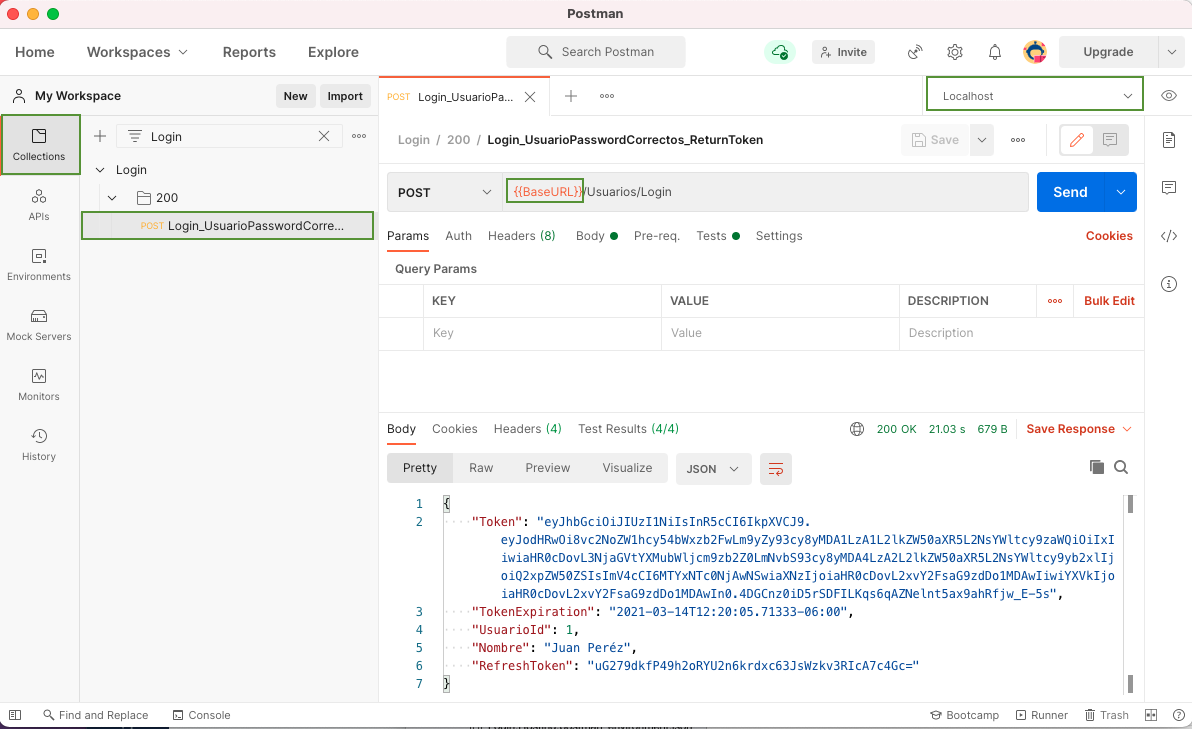 Postman
Home Workspaces Reports Explore Search Postman Invite Upgrade
My Workspace New Import
POST Login_UsuarioPa... Localhost
Collections
APIs
Environments
Mock Servers
Monitors
History
Login
Login
200
POST Login_UsuarioPasswordCorre...
Login / 200 / Login_UsuarioPasswordCorrectos_ReturnToken Save
POST {{BaseURL}}/Usuarios/Login Send
Params Auth Headers (8) Body Pre-req. Tests Settings Cookies
Query Params
KEY VALUE DESCRIPTION Bulk Edit
Key Value Description
Body Cookies Headers (4) Test Results (4/4) 200 OK 21.03 s 679 B Save Response
Pretty Raw Preview Visualize JSON
1 {
2 "Token": "eyJhbGciOiJIUzI1NiIsInR5cCI6IkpXVCJ9.
eyJodHRwOi8vc2NoZW1hcy54bWxzb2FwLm9yZy93cy8yMDA1LzA1L2lkZW50aXR5L2NsYWltcy9zaWQiOiIxI
iwiaHR0cDovL3NjaGVtYXMubWljcm9zb2Z0LmNvbS93cy8yMDA4LzA2L2lkZW50aXR5L2NsYWltcy9yb2xlIj
oiQ2xpZW50ZSIsImV4cCI6MTYxNTc0NjAwNSwiaXNzIjoiaHR0cDovL2xvY2FsaG9zdDo1MDAwIiwiYXVkIjo
iaHR0cDovL2xvY2FsaG9zdDo1MDAwIn0.4DGCnz0iD5rSDFILKqs6qAZNelnt5ax9ahRfjw_E-5s",
3 "TokenExpiration": "2021-03-14T12:20:05.71333-06:00",
4 "UsuarioId": 1,
5 "Nombre": "Juan Peréz",
6 "RefreshToken": "uG279dkfP49h2oRYU2n6krdxc63JsWzkv3RIcA7c4Gc="
7 }
Find and Replace Console Bootcamp Runner Trash